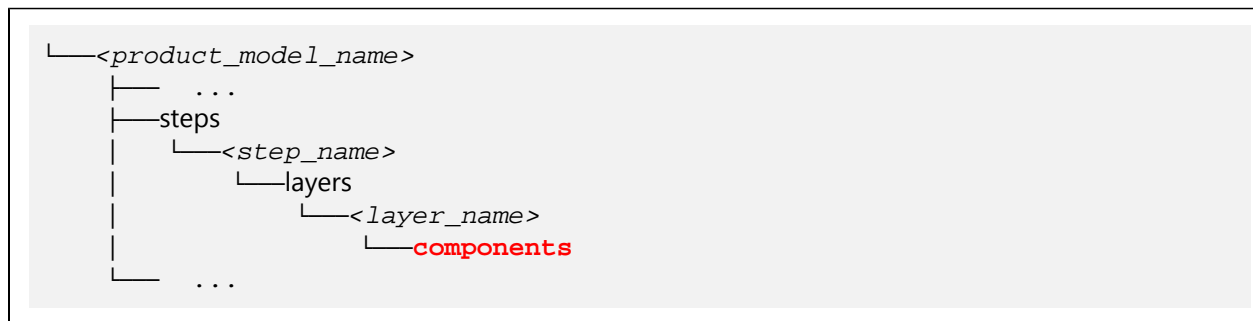 └──<product_model_name>
    ├── ...
    ├──steps
    │   └──<step_name>
    │        └──layers
    │             └──<layer_name>
    │                  └──components
    └── ...